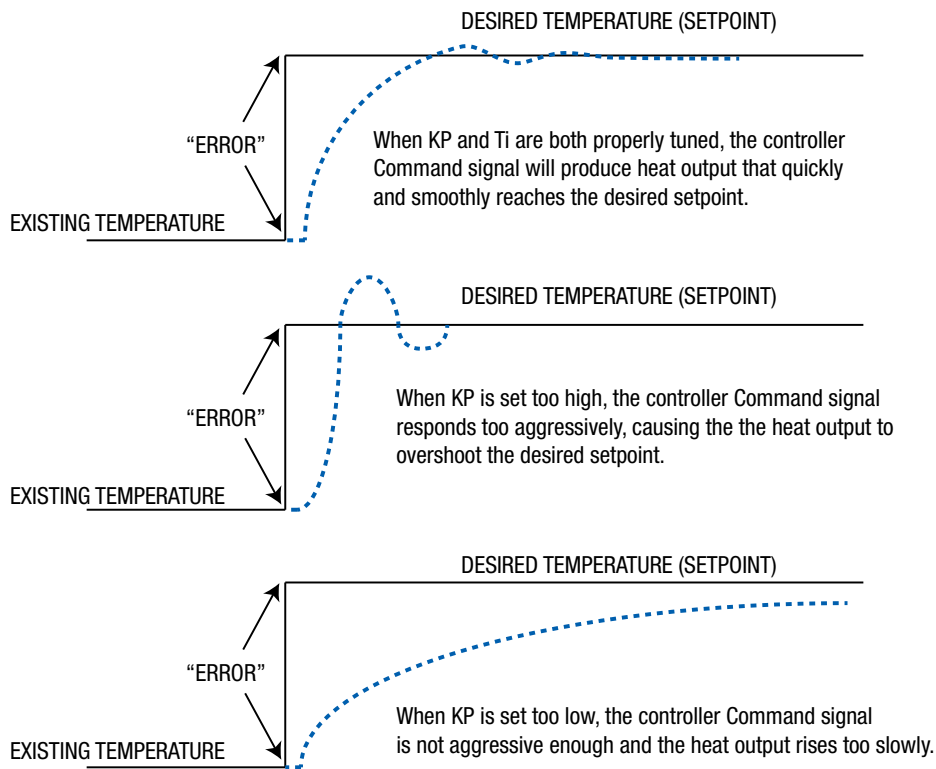 DESIRED TEMPERATURE (SETPOINT)
“ERROR”
When KP and Ti are both properly tuned, the controller
Command signal will produce heat output that quickly
and smoothly reaches the desired setpoint.
EXISTING TEMPERATURE
DESIRED TEMPERATURE (SETPOINT)
“ERROR”
When KP is set too high, the controller Command signal
responds too aggressively, causing the the heat output to
overshoot the desired setpoint.
EXISTING TEMPERATURE
DESIRED TEMPERATURE (SETPOINT)
“ERROR”
When KP is set too low, the controller Command signal
is not aggressive enough and the heat output rises too slowly.
EXISTING TEMPERATURE